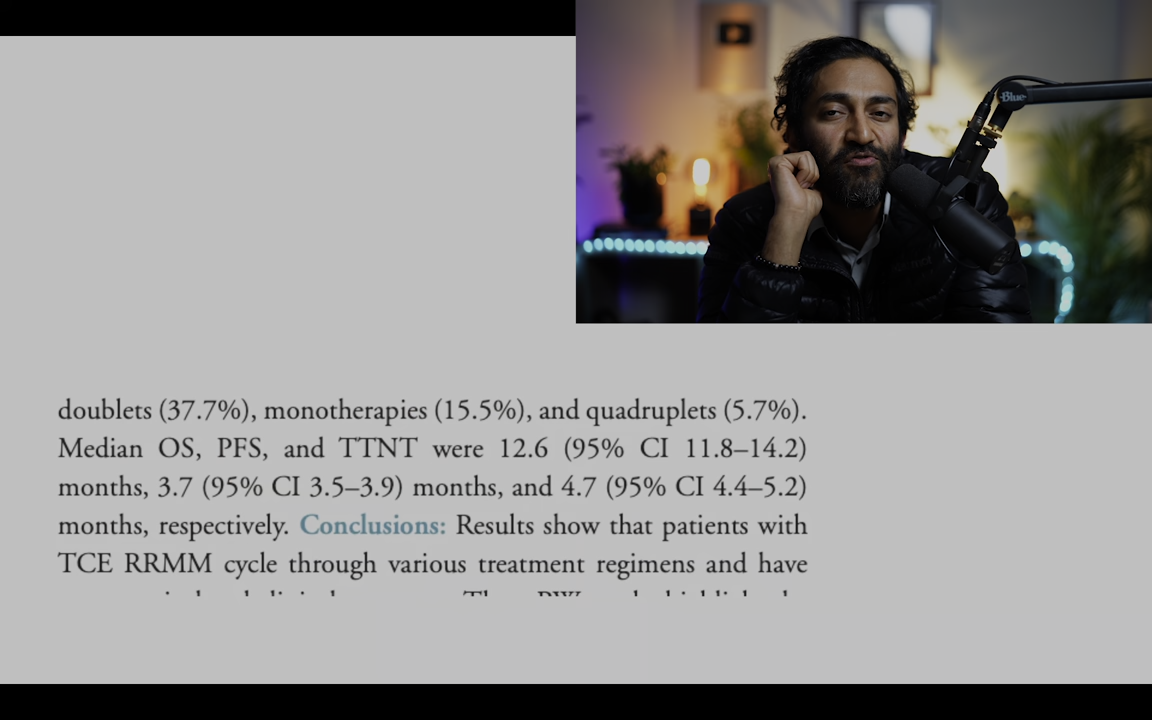 Blue
doublets (37.7%), monotherapies (15.5%), and quadruplets (5.7%).
Median OS, PFS, and TTNT were 12.6 (95% CI 11.8–14.2)
months, 3.7 (95% CI 3.5–3.9) months, and 4.7 (95% CI 4.4–5.2)
months, respectively. Conclusions: Results show that patients with
TCE RRMM cycle through various treatment regimens and have